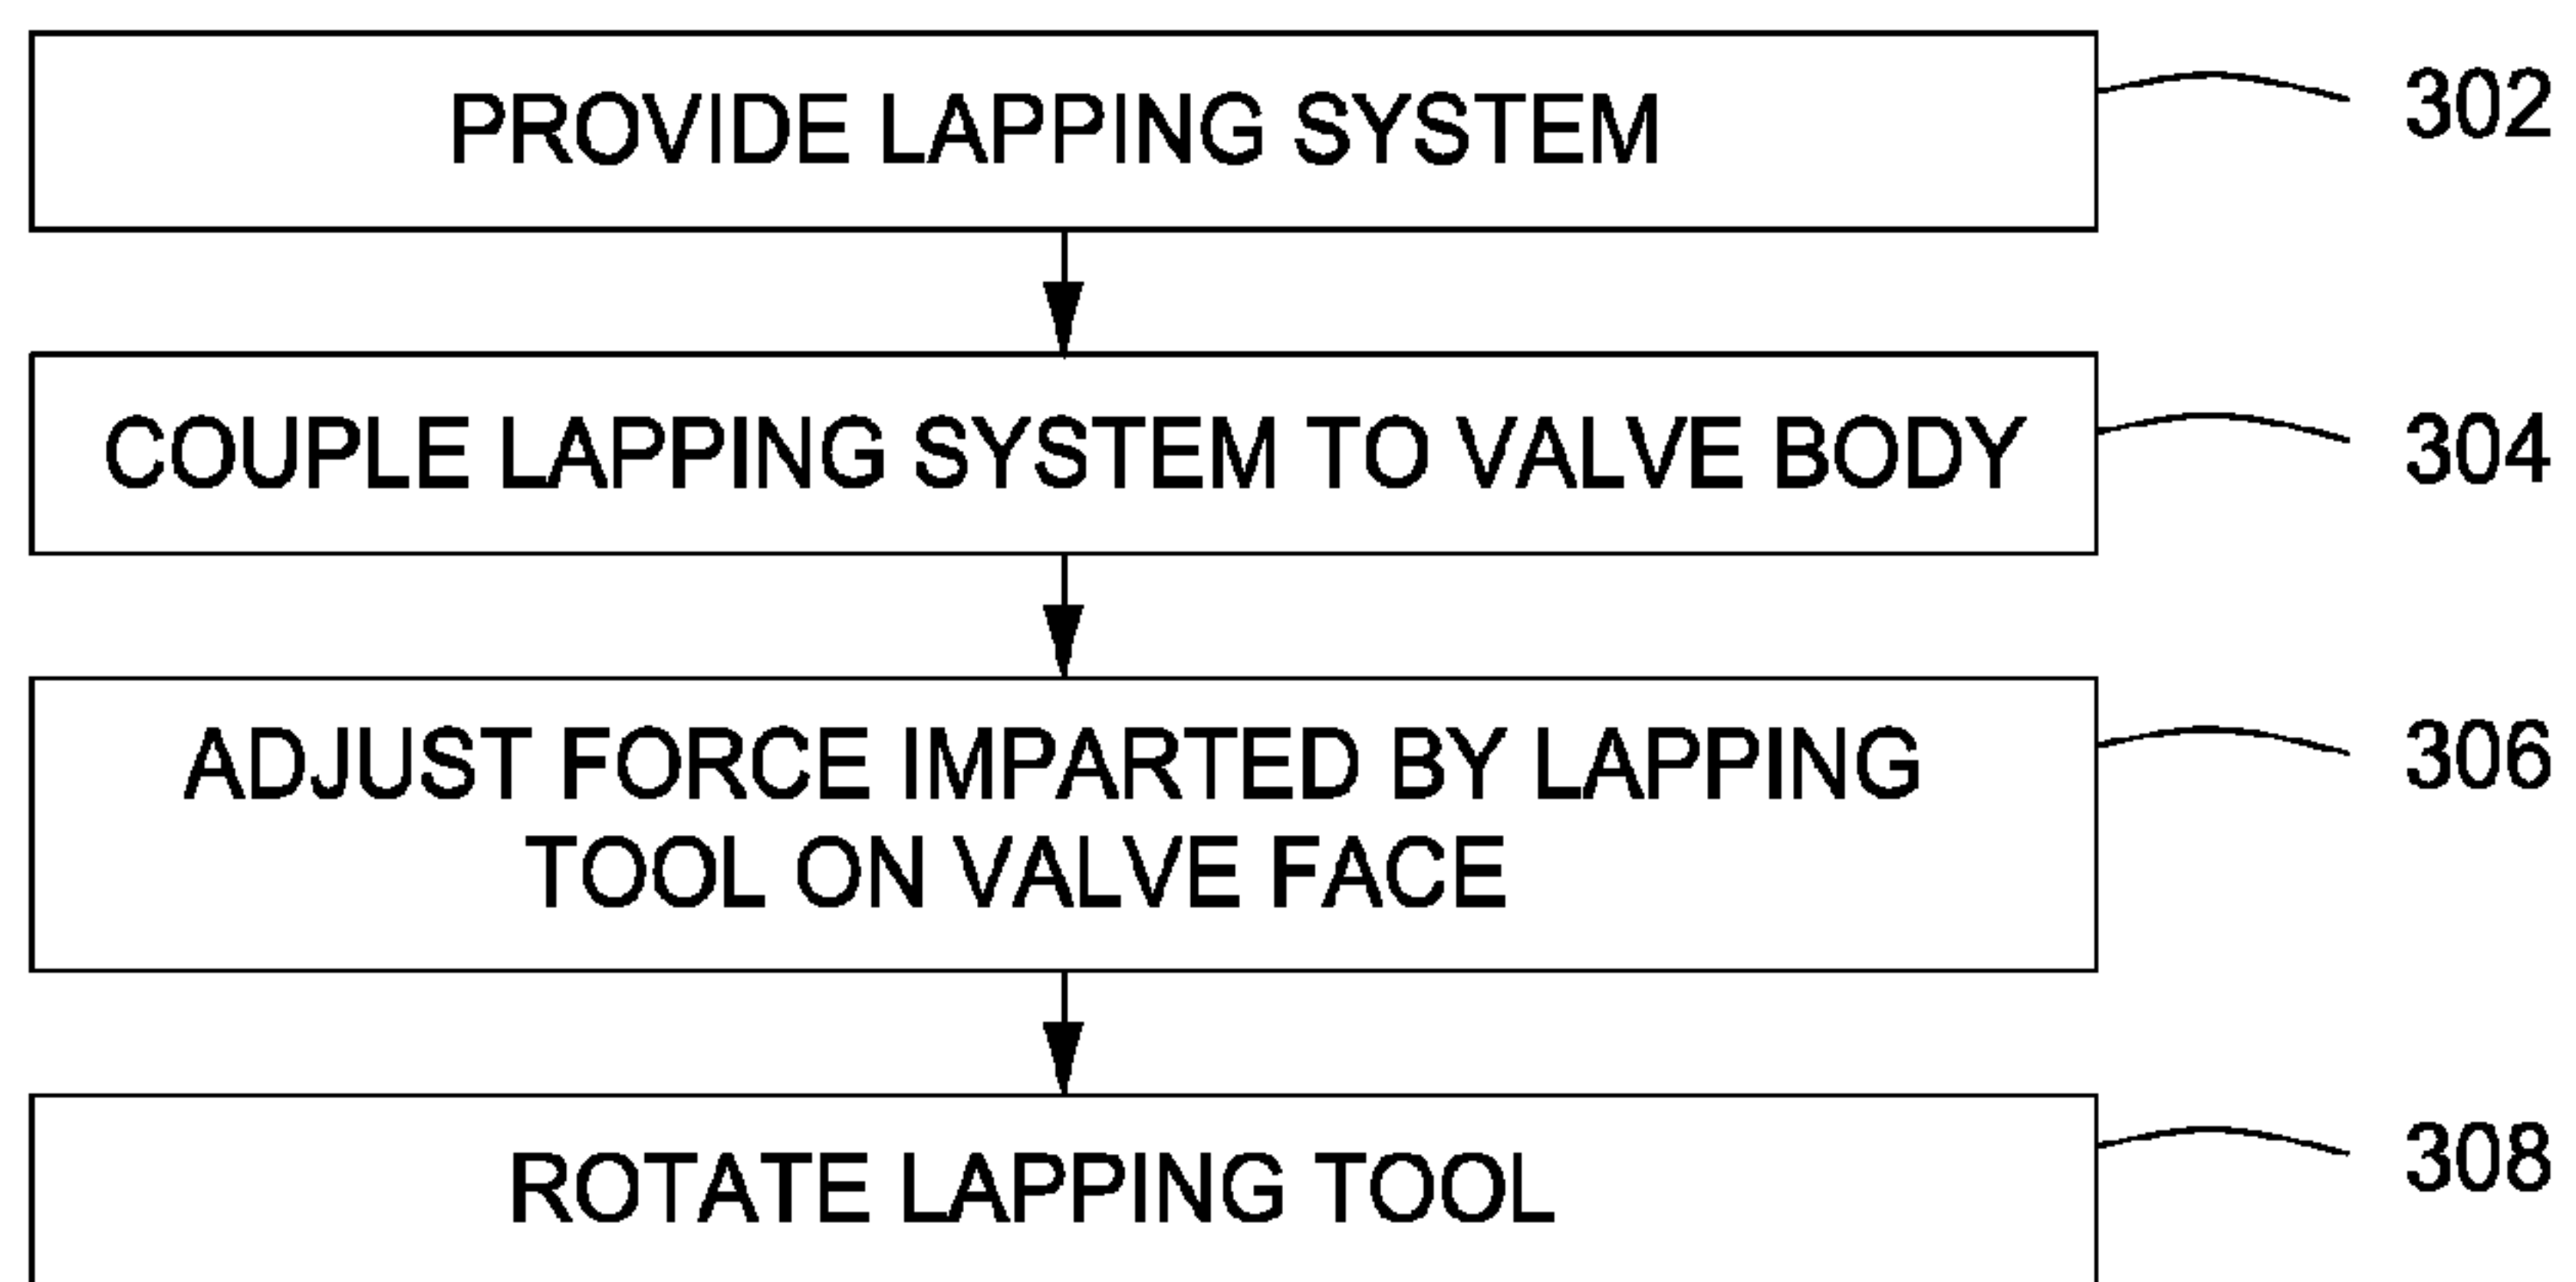 PROVIDE LAPPING SYSTEM
302
COUPLE LAPPING SYSTEM TO VALVE BODY
304
ADJUST FORCE IMPARTED BY LAPPING
TOOL ON VALVE FACE
306
ROTATE LAPPING TOOL
308